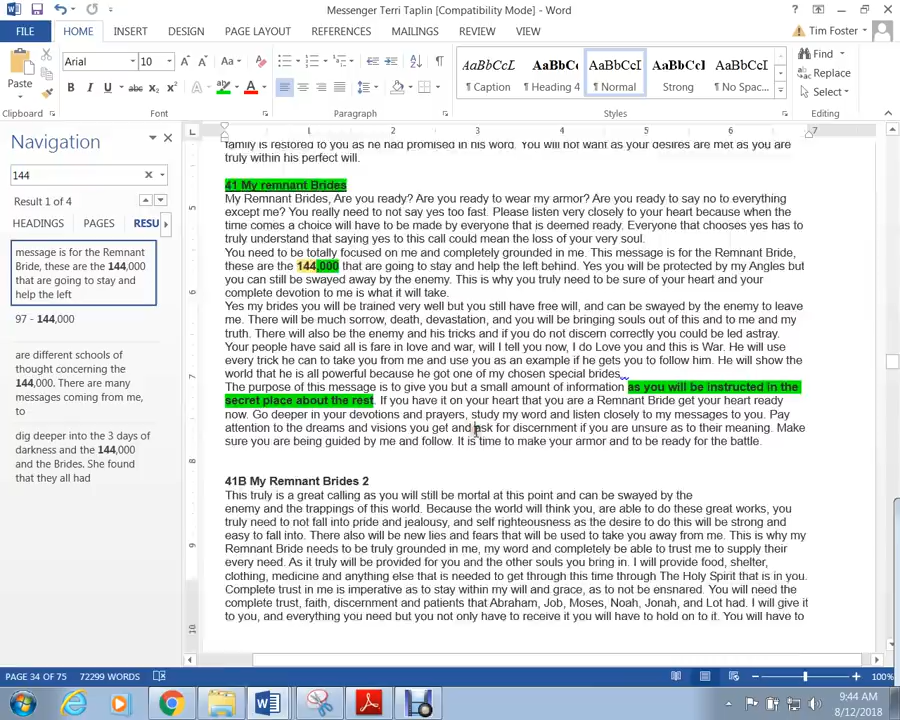 Messenger Terri Taplin [Compatibility Mode] - Word
FILE HOME INSERT DESIGN PAGE LAYOUT REFERENCES MAILINGS REVIEW VIEW Tim Foster
Paste
Arial 10
AaBbCcL AaBbCc AaBbCcI AaBbCcI AaBbCcI
¶ Caption Heading 4 ¶ Normal Strong ¶ No Spac...
Find
Replace
Select
Clipboard Font Paragraph Styles Editing
Navigation
144
Result 1 of 4
HEADINGS PAGES RESU
message is for the Remnant
Bride, these are the 144,000
that are going to stay and
help the left
97 - 144,000
are different schools of
thought concerning the
144,000. There are many
messages coming from me,
to
dig deeper into the 3 days of
darkness and the 144,000
and the Brides. She found
that they all had
family is restored to you as he had promised in his word. You will not want as your desires are met as you are
truly within his perfect will.
41 My remnant Brides
My Remnant Brides, Are you ready? Are you ready to wear my armor? Are you ready to say no to everything
except me? You really need to not say yes too fast. Please listen very closely to your heart because when the
time comes a choice will have to be made by everyone that is deemed ready. Everyone that chooses yes has to
truly understand that saying yes to this call could mean the loss of your very soul.
You need to be totally focused on me and completely grounded in me. This message is for the Remnant Bride,
these are the 144,000 that are going to stay and help the left behind. Yes you will be protected by my Angles but
you can still be swayed away by the enemy. This is why you truly need to be sure of your heart and your
complete devotion to me is what it will take.
Yes my brides you will be trained very well but you still have free will, and can be swayed by the enemy to leave
me. There will be much sorrow, death, devastation, and you will be bringing souls out of this and to me and my
truth. There will also be the enemy and his tricks and if you do not discern correctly you could be led astray.
Your people have said all is fare in love and war, will I tell you now, I do Love you and this is War. He will use
every trick he can to take you from me and use you as an example if he gets you to follow him. He will show the
world that he is all powerful because he got one of my chosen special brides.
The purpose of this message is to give you but a small amount of information as you will be instructed in the
secret place about the rest. If you have it on your heart that you are a Remnant Bride get your heart ready
now. Go deeper in your devotions and prayers, study my word and listen closely to my messages to you. Pay
attention to the dreams and visions you get and ask for discernment if you are unsure as to their meaning. Make
sure you are being guided by me and follow. It is time to make your armor and to be ready for the battle.
41B My Remnant Brides 2
This truly is a great calling as you will still be mortal at this point and can be swayed by the
enemy and the trappings of this world. Because the world will think you, are able to do these great works, you
truly need to not fall into pride and jealousy, and self righteousness as the desire to do this will be strong and
easy to fall into. There also will be new lies and fears that will be used to take you away from me. This is why my
Remnant Bride needs to be truly grounded in me, my word and completely be able to trust me to supply their
every need. As it truly will be provided for you and the other souls you bring in. I will provide food, shelter,
clothing, medicine and anything else that is needed to get through this time through The Holy Spirit that is in you.
Complete trust in me is imperative as to stay within my will and grace, as to not be ensnared. You will need the
complete trust, faith, discernment and patients that Abraham, Job, Moses, Noah, Jonah, and Lot had. I will give it
to you, and everything you need but you not only have to receive it you will have to hold on to it. You will have to
PAGE 34 OF 75 72299 WORDS 100%
9:44 AM
8/12/2018